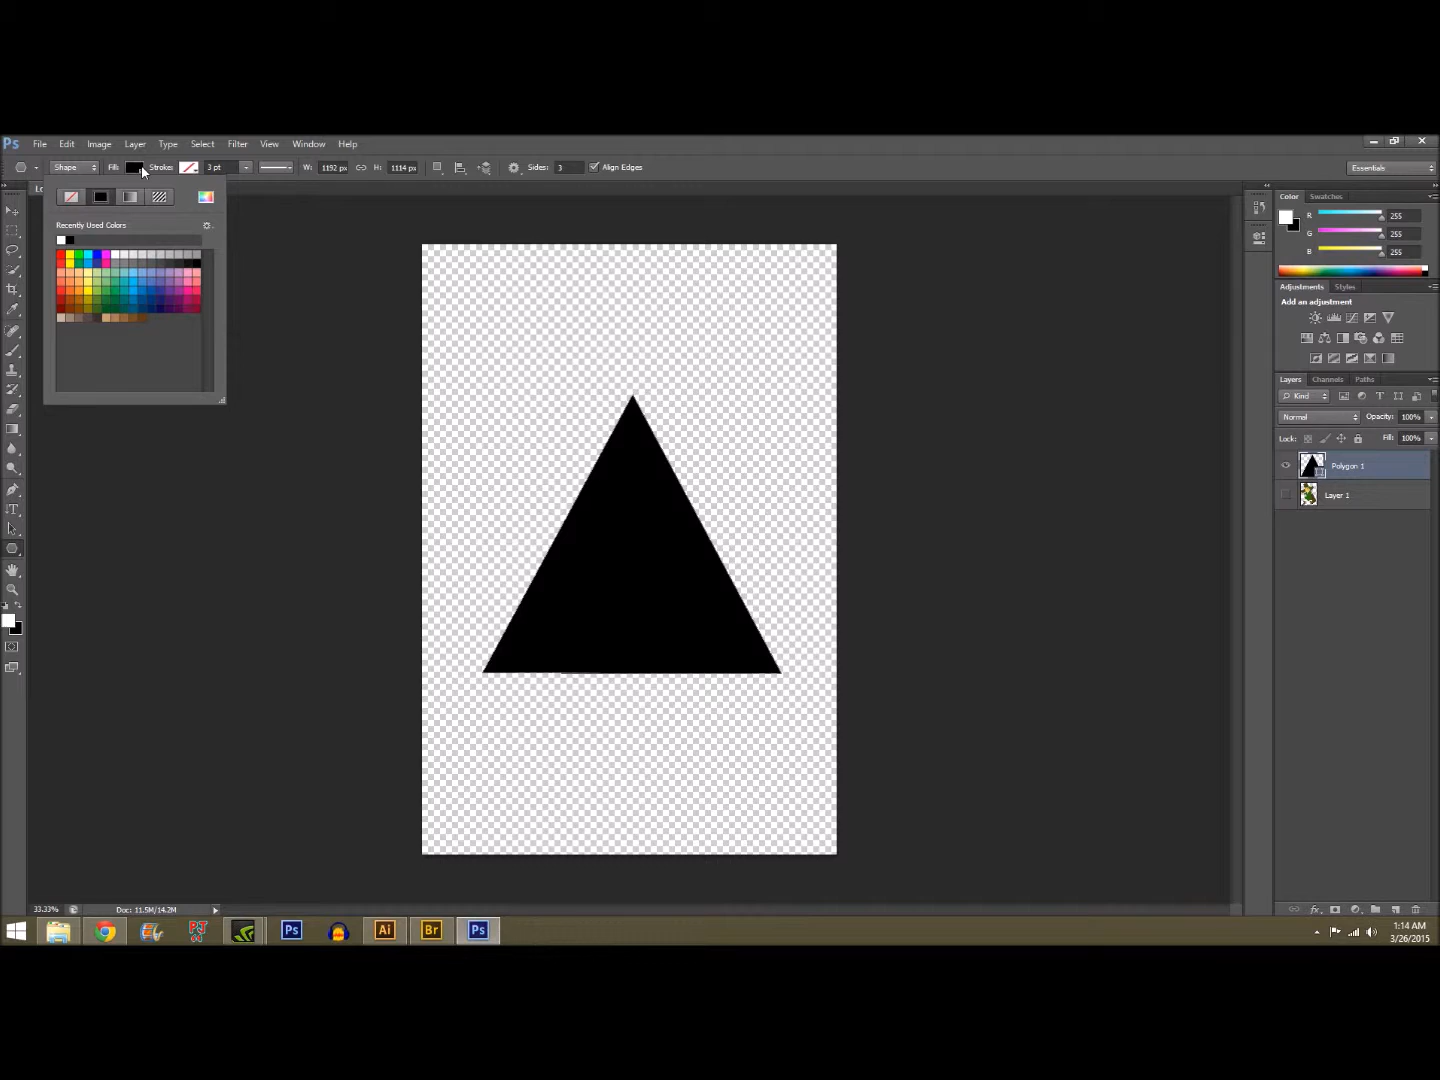 Ps File Edit Image Layer Type Select Filter View Window Help
Shape Fill: Stroke: 3 pt W: 1192 px H: 1114 px Sides: 3 Align Edges Essentials
Color Swatches
Recently Used Colors
R 255
G 255
B 255
Adjustments Styles
Add an adjustment
Layers Channels Paths
Kind
Normal Opacity: 100%
Lock: Fill: 100%
Polygon 1
Layer 1
33.33% Doc: 11.5M/14.2M
Ps Ai Br Ps
1:14 AM
3/26/2015